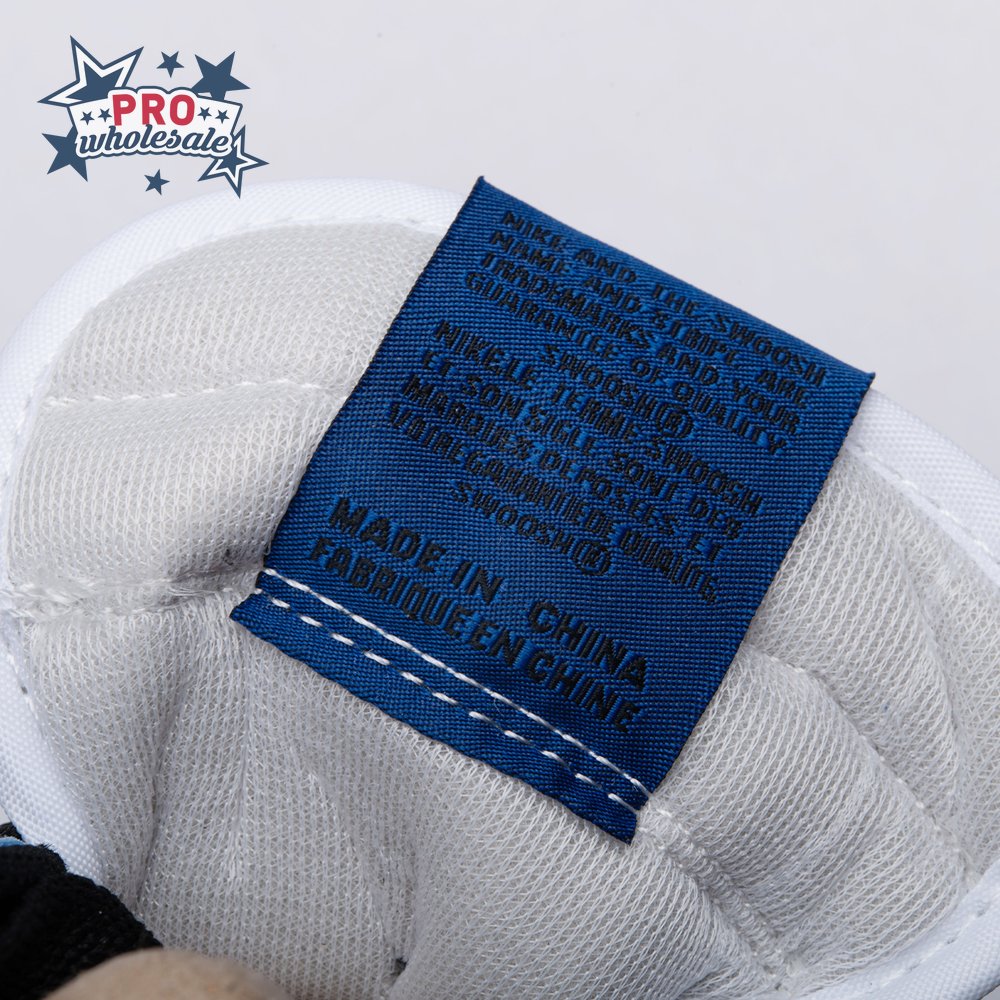 PRO
wholesale
NIKE AND THE SWOOSH
NAME AND STRIPE ARE
TRADEMARKS AND YOUR
GUARANTEE OF QUALITY
SWOOSH®
NIKE,LE TERME SWOOSH
ET SON SIGLE SONT DES
MARQUES DEPOSEES ET
GARANTIE DE QUALITE.
SWOOSH®
MADE IN CHINA
FABRIQUE EN CHINE